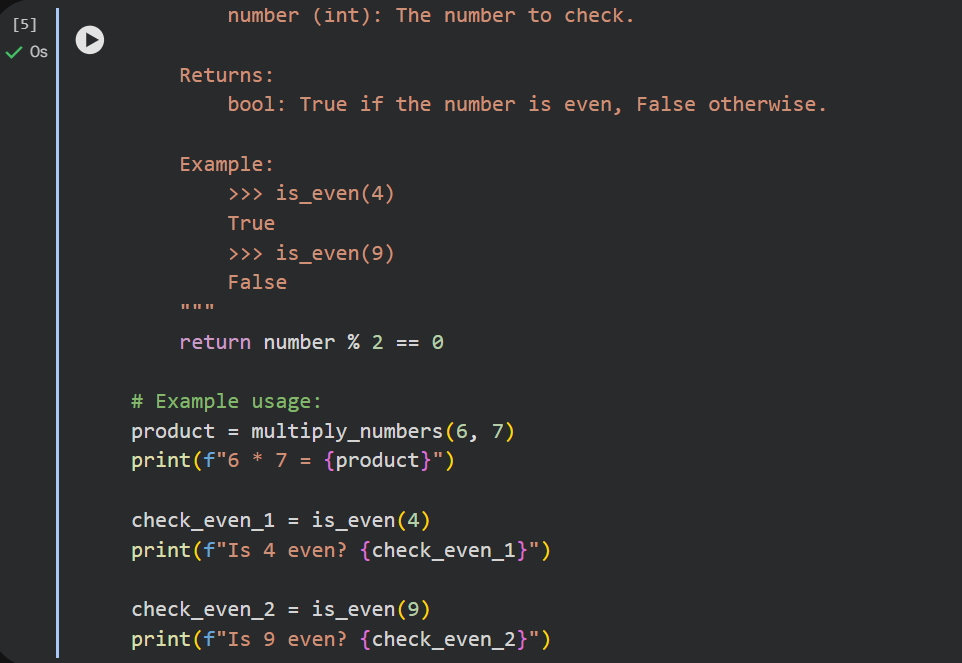 [5]
0s
number (int): The number to check.
Returns:
bool: True if the number is even, False otherwise.
Example:
>>> is_even(4)
True
>>> is_even(9)
False
"""
return number % 2 == 0
# Example usage:
product = multiply_numbers(6, 7)
print(f"6 * 7 = {product}")
check_even_1 = is_even(4)
print(f"Is 4 even? {check_even_1}")
check_even_2 = is_even(9)
print(f"Is 9 even? {check_even_2}")